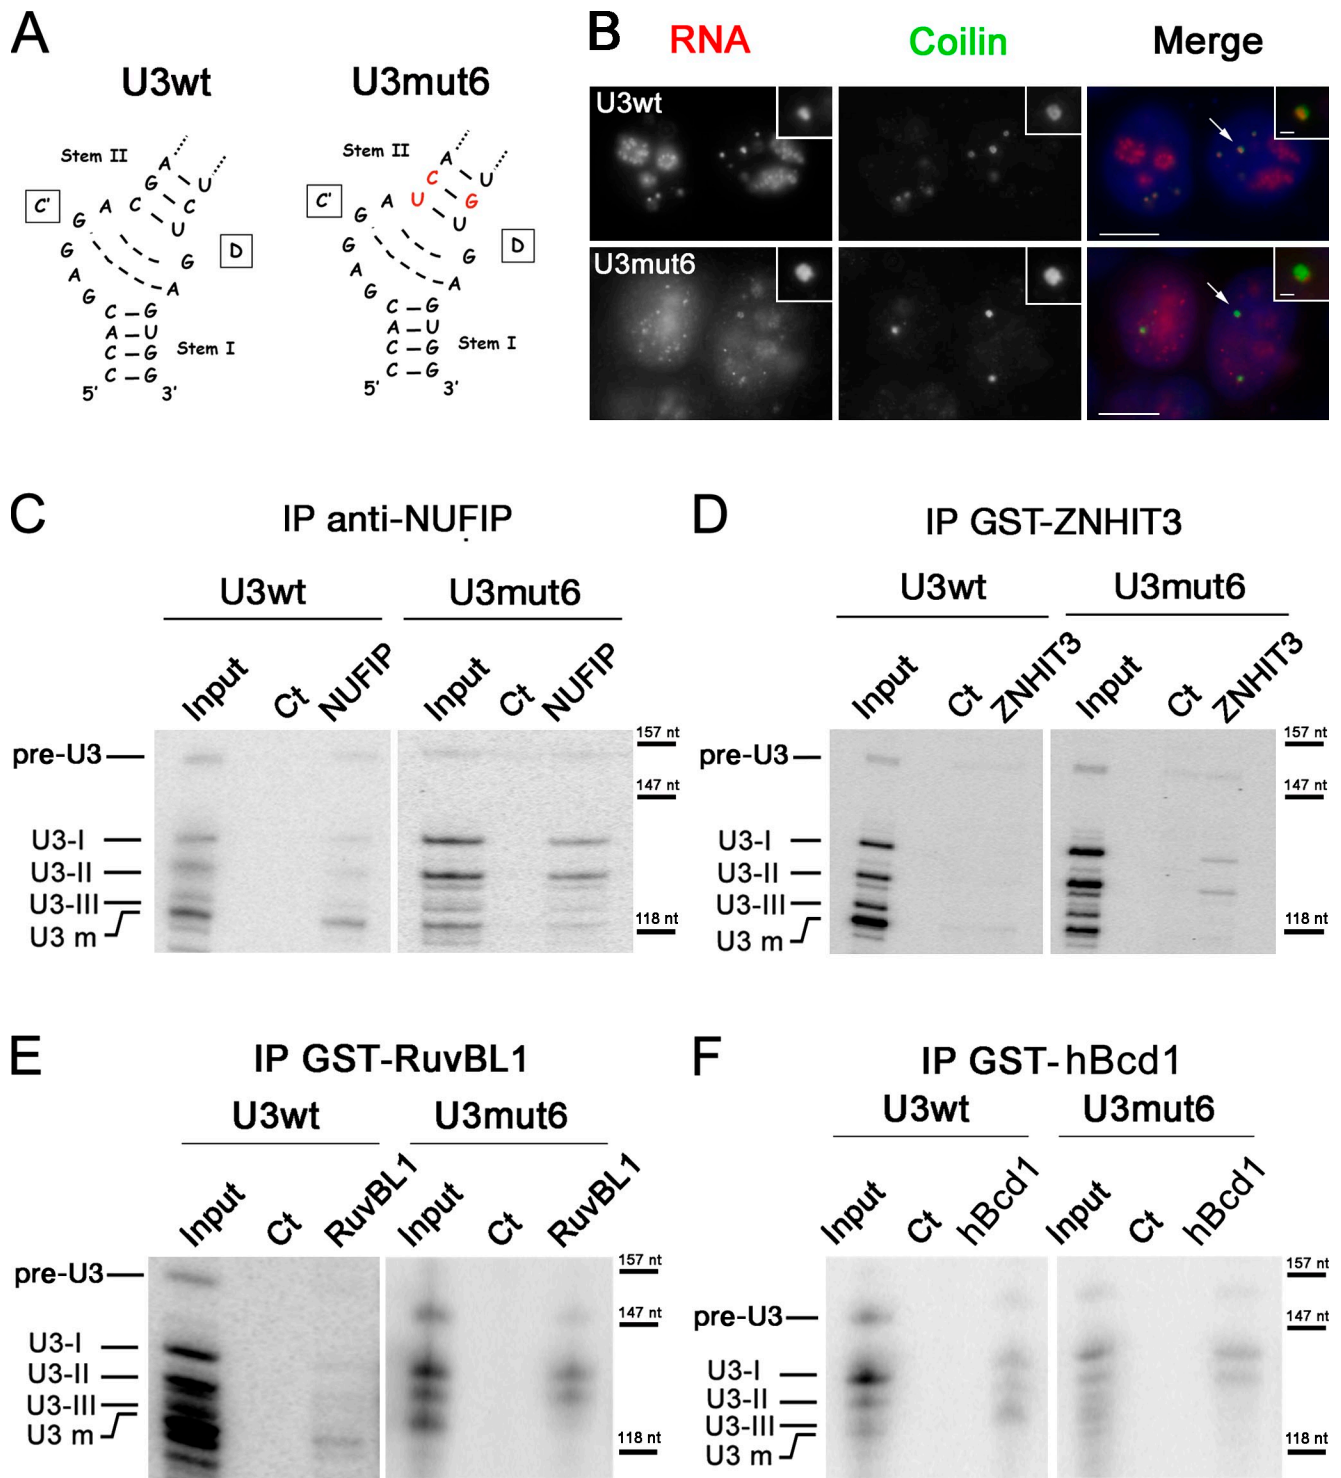 A
U3wt
U3mut6
Stem II
C'
D
G A C G A
U C U G A
G A G
C – G
A – U
C – G
C – G
Stem I
5' 3'
Stem II
C'
D
G A U C A
U G U G A
G A G
C – G
A – U
C – G
C – G
Stem I
5' 3'
B
RNA
Coilin
Merge
U3wt
U3mut6
C
IP anti-NUFIP
U3wt
U3mut6
Input
Ct
NUFIP
Input
Ct
NUFIP
pre-U3
U3-I
U3-II
U3-III
U3 m
157 nt
147 nt
118 nt
D
IP GST-ZNHIT3
U3wt
U3mut6
Input
Ct
ZNHIT3
Input
Ct
ZNHIT3
pre-U3
U3-I
U3-II
U3-III
U3 m
157 nt
147 nt
118 nt
E
IP GST-RuvBL1
U3wt
U3mut6
Input
Ct
RuvBL1
Input
Ct
RuvBL1
pre-U3
U3-I
U3-II
U3-III
U3 m
157 nt
147 nt
118 nt
F
IP GST-hBcd1
U3wt
U3mut6
Input
Ct
hBcd1
Input
Ct
hBcd1
pre-U3
U3-I
U3-II
U3-III
U3 m
157 nt
147 nt
118 nt